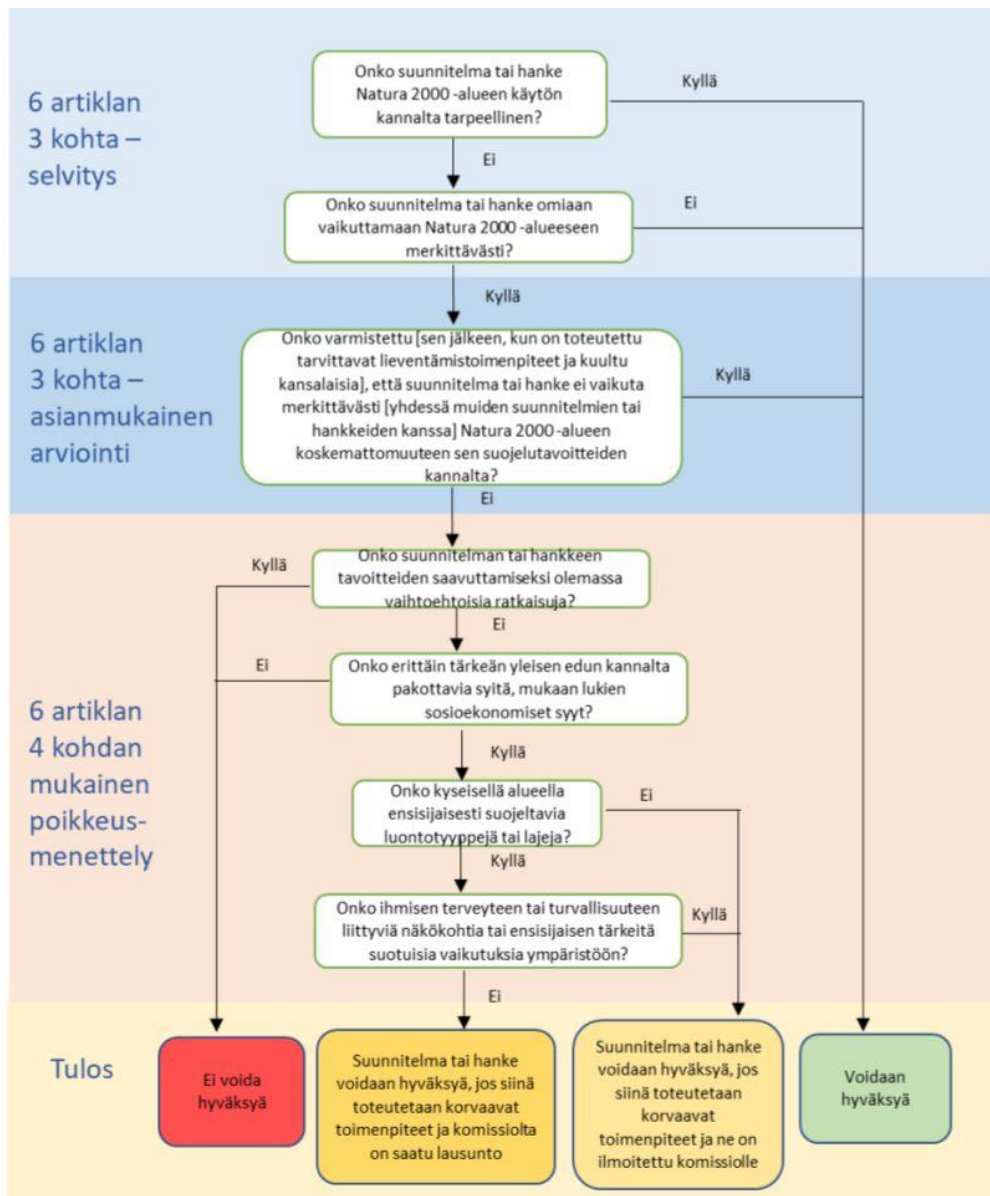 6 artiklan
3 kohta –
selvitys
Onko suunnitelma tai hanke
Natura 2000 -alueen käytön
kannalta tarpeellinen?
Kyllä
Ei
Onko suunnitelma tai hanke omiaan
vaikuttamaan Natura 2000 -alueeseen
merkittävästi?
Ei
Kyllä
6 artiklan
3 kohta –
asianmukainen
arviointi
Onko varmistettu [sen jälkeen, kun on toteutettu
tarvittavat lieventämistoimenpiteet ja kuultu
kansalaisia], että suunnitelma tai hanke ei vaikuta
merkittävästi [yhdessä muiden suunnitelmien tai
hankkeiden kanssa] Natura 2000 -alueen
koskemattomuuteen sen suojelutavoitteiden
kannalta?
Kyllä
Ei
6 artiklan
4 kohdan
mukainen
poikkeus-
menettely
Onko suunnitelman tai hankkeen
tavoitteiden saavuttamiseksi olemassa
vaihtoehtoisia ratkaisuja?
Kyllä
Ei
Onko erittäin tärkeän yleisen edun kannalta
pakottavia syitä, mukaan lukien
sosioekonomiset syyt?
Ei
Kyllä
Onko kyseisellä alueella
ensisijaisesti suojeltavia
luontotyyppejä tai lajeja?
Ei
Kyllä
Onko ihmisen terveyteen tai turvallisuuteen
liittyviä näkökohtia tai ensisijaisen tärkeitä
suotuisia vaikutuksia ympäristöön?
Kyllä
Ei
Tulos
Ei voida
hyväksyä
Suunnitelma tai hanke
voidaan hyväksyä, jos siinä
toteutetaan korvaavat
toimenpiteet ja komissiolta
on saatu lausunto
Suunnitelma tai hanke
voidaan hyväksyä, jos
siinä toteutetaan
korvaavat
toimenpiteet ja ne on
ilmoitettu komissiolle
Voidaan
hyväksyä